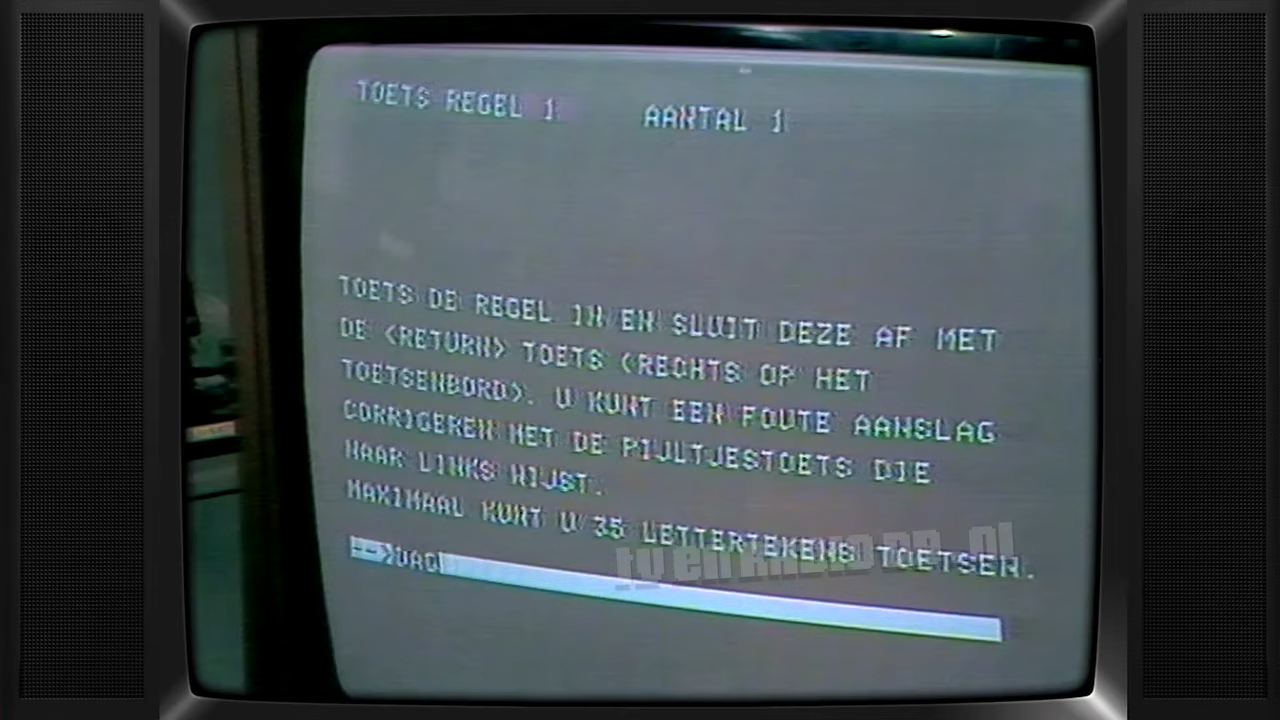 TOETS REGEL 1 AANTAL 1
TOETS DE REGEL IN EN SLUIT DEZE AF MET
DE <RETURN> TOETS (RECHTS OP HET
TOETSENBORD). U KUNT EEN FOUTE AANSLAG
CORRIGEREN MET DE PIJLTJESTOETS DIE
NAAR LINKS WIJST.
MAXIMAAL KUNT U 35 LETTERTEKENS TOETSEN.
-->DAG